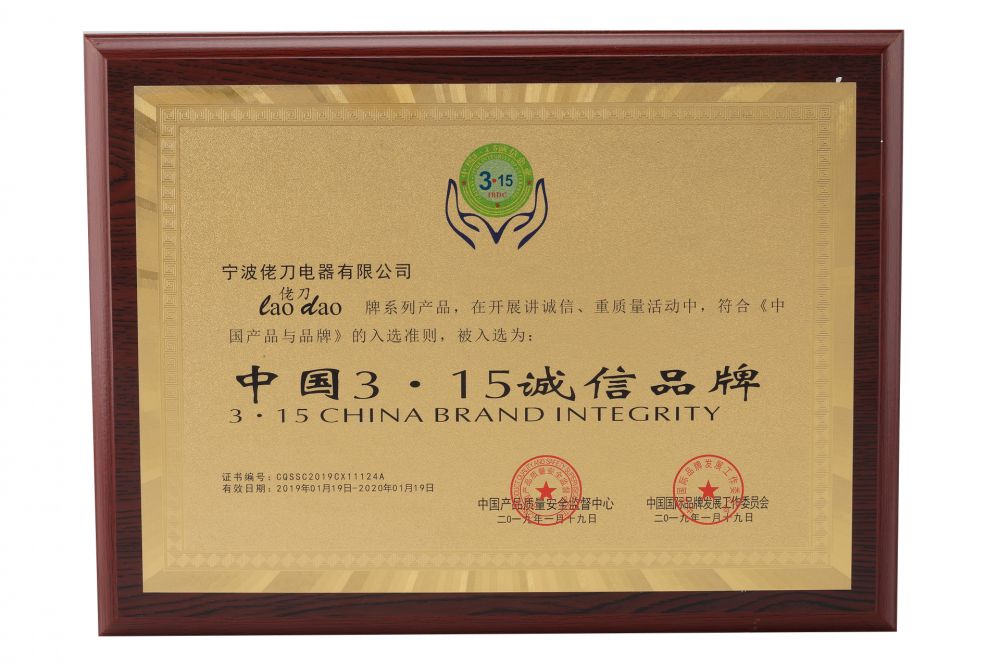 3·15
IBDC
宁波佬刀电器有限公司
佬刀
laodao 牌系列产品，在开展讲诚信、重质量活动中，符合《中
国产品与品牌》的入选准则，被入选为：
中国3·15诚信品牌
3·15 CHINA BRAND INTEGRITY
证书编号：CQSSC2019CX11124A
有效日期：2019年01月19日-2020年01月19日
中国产品质量安全监督中心
二〇一九年一月十九日
中国国际品牌发展工作委员会
二〇一九年一月十九日